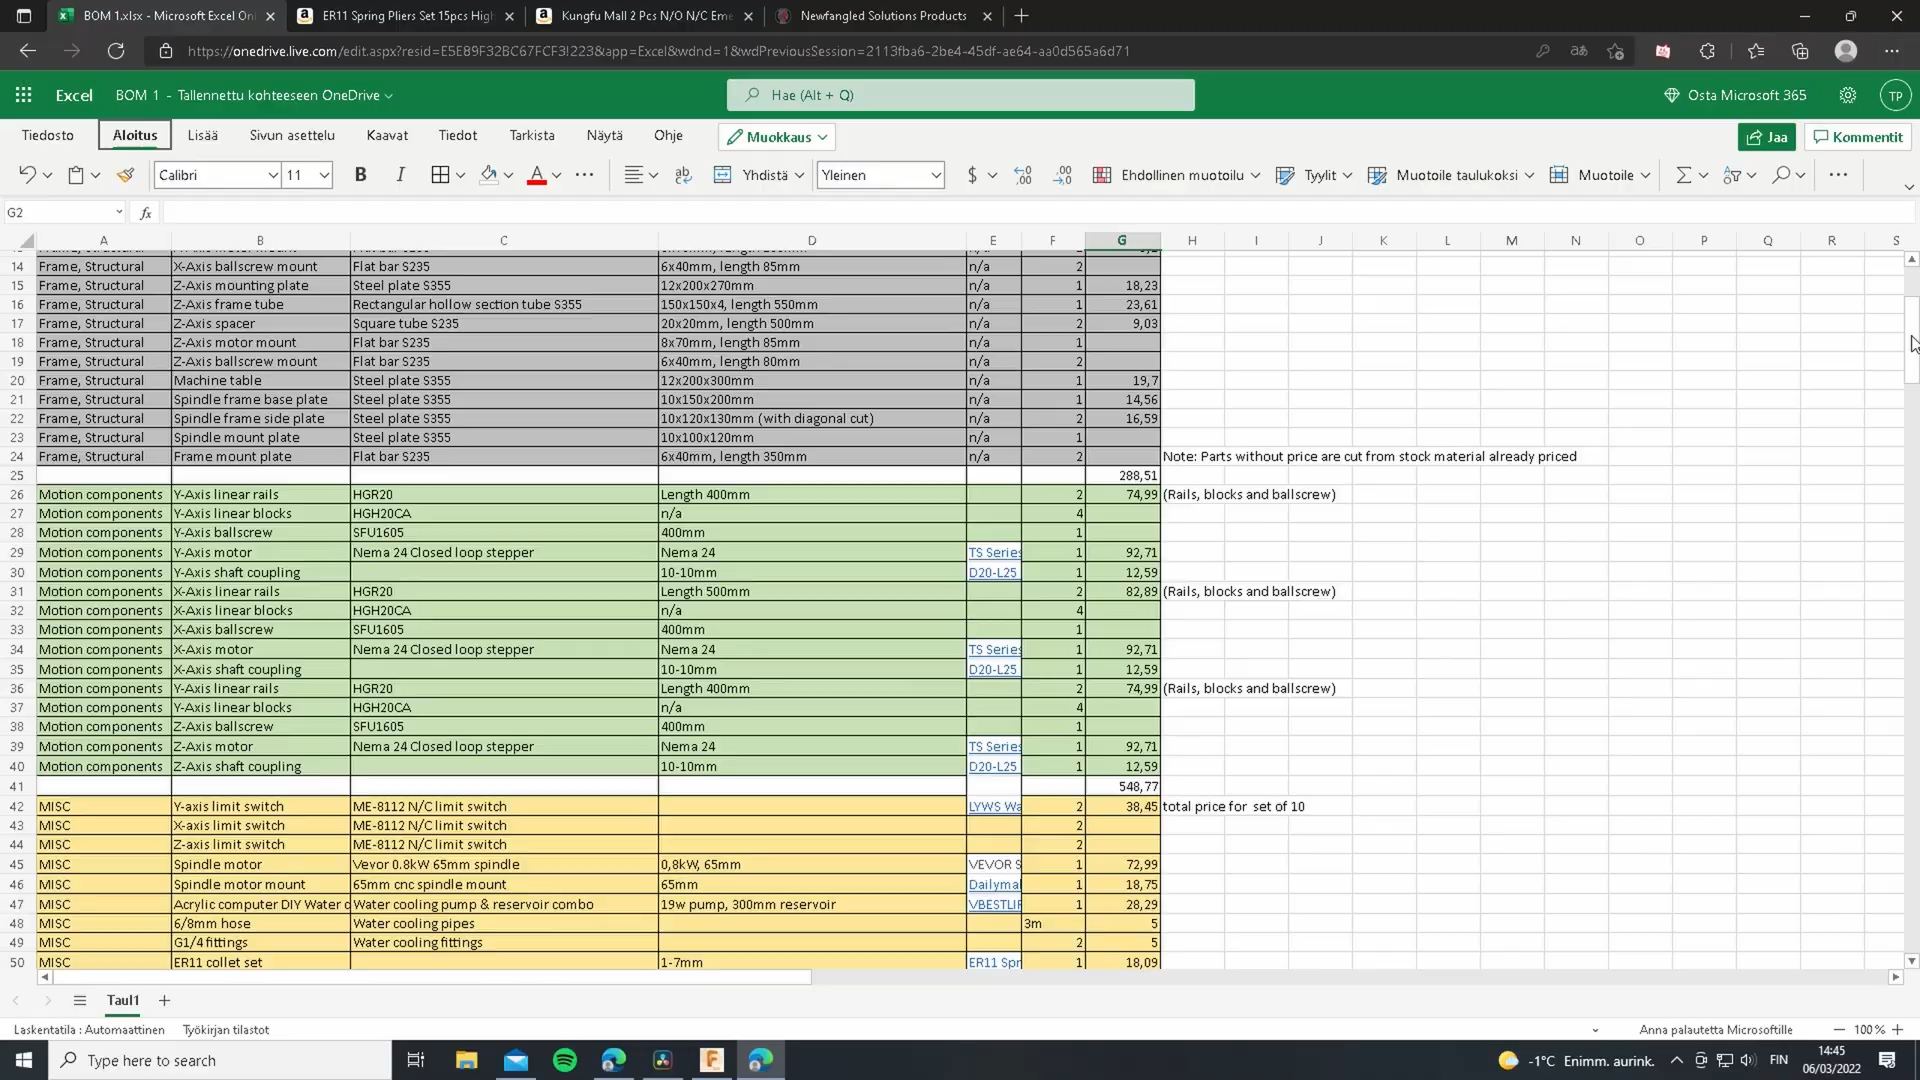 BOM 1.xlsx - Microsoft Excel On
ER11 Spring Pliers Set 15pcs High
Kungfu Mall 2 Pcs N/O N/C Eme
Newfangled Solutions Products
https://onedrive.live.com/edit.aspx?resid=E5E89F32BC67FCF3!223&app=Excel&wdnd=1&wdPreviousSession=2113fba6-2be4-45df-ae64-aa0d565a6d71
Excel BOM 1 - Tallennettu kohteeseen OneDrive
Hae (Alt + Q)
Osta Microsoft 365 TP
Tiedosto Aloitus Lisää Sivun asettelu Kaavat Tiedot Tarkista Näytä Ohje Muokkaus Jaa Kommentit
Calibri 11 B I A Yhdistä Yleinen $ Ehdollinen muotoilu Tyylit Muotoile taulukoksi Muotoile
G2 fx
A B C D E F G H I J K L M N O P Q R S
14 Frame, Structural X-Axis ballscrew mount Flat bar S235 6x40mm, length 85mm n/a 2
15 Frame, Structural Z-Axis mounting plate Steel plate S355 12x200x270mm n/a 1 18,23
16 Frame, Structural Z-Axis frame tube Rectangular hollow section tube S355 150x150x4, length 550mm n/a 1 23,61
17 Frame, Structural Z-Axis spacer Square tube S235 20x20mm, length 500mm n/a 2 9,03
18 Frame, Structural Z-Axis motor mount Flat bar S235 8x70mm, length 85mm n/a 1
19 Frame, Structural Z-Axis ballscrew mount Flat bar S235 6x40mm, length 80mm n/a 2
20 Frame, Structural Machine table Steel plate S355 12x200x300mm n/a 1 19,7
21 Frame, Structural Spindle frame base plate Steel plate S355 10x150x200mm n/a 1 14,56
22 Frame, Structural Spindle frame side plate Steel plate S355 10x120x130mm (with diagonal cut) n/a 2 16,59
23 Frame, Structural Spindle mount plate Steel plate S355 10x100x120mm n/a 1
24 Frame, Structural Frame mount plate Flat bar S235 6x40mm, length 350mm n/a 2 Note: Parts without price are cut from stock material already priced
25 288,51
26 Motion components Y-Axis linear rails HGR20 Length 400mm 2 74,99 (Rails, blocks and ballscrew)
27 Motion components Y-Axis linear blocks HGH20CA n/a 4
28 Motion components Y-Axis ballscrew SFU1605 400mm 1
29 Motion components Y-Axis motor Nema 24 Closed loop stepper Nema 24 TS Series 1 92,71
30 Motion components Y-Axis shaft coupling 10-10mm D20-L25 1 12,59
31 Motion components X-Axis linear rails HGR20 Length 500mm 2 82,89 (Rails, blocks and ballscrew)
32 Motion components X-Axis linear blocks HGH20CA n/a 4
33 Motion components X-Axis ballscrew SFU1605 400mm 1
34 Motion components X-Axis motor Nema 24 Closed loop stepper Nema 24 TS Series 1 92,71
35 Motion components X-Axis shaft coupling 10-10mm D20-L25 1 12,59
36 Motion components Y-Axis linear rails HGR20 Length 400mm 2 74,99 (Rails, blocks and ballscrew)
37 Motion components Y-Axis linear blocks HGH20CA n/a 4
38 Motion components Z-Axis ballscrew SFU1605 400mm 1
39 Motion components Z-Axis motor Nema 24 Closed loop stepper Nema 24 TS Series 1 92,71
40 Motion components Z-Axis shaft coupling 10-10mm D20-L25 1 12,59
41 548,77
42 MISC Y-axis limit switch ME-8112 N/C limit switch LYWS Wa 2 38,45 total price for set of 10
43 MISC X-axis limit switch ME-8112 N/C limit switch 2
44 MISC Z-axis limit switch ME-8112 N/C limit switch 2
45 MISC Spindle motor Vevor 0.8kW 65mm spindle 0,8kW, 65mm VEVOR S 1 72,99
46 MISC Spindle motor mount 65mm cnc spindle mount 65mm Dailymal 1 18,75
47 MISC Acrylic computer DIY Water c Water cooling pump & reservoir combo 19w pump, 300mm reservoir VBESTLIF 1 28,29
48 MISC 6/8mm hose Water cooling pipes 3m 5
49 MISC G1/4 fittings Water cooling fittings 2 5
50 MISC ER11 collet set 1-7mm ER11 Spr 1 18,09
Taul1
Laskentatila : Automaattinen Työkirjan tilastot Anna palautetta Microsoftille 100 %
Type here to search
-1°C Enimm. aurink. FIN 14:45
06/03/2022